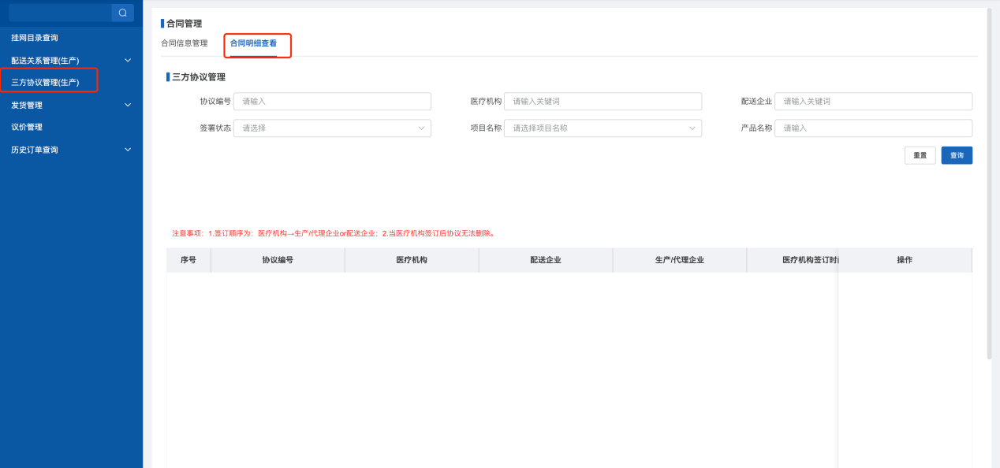 合同管理
合同信息管理 合同明细查看
挂网目录查询
配送关系管理(生产)
三方协议管理(生产)
发货管理
议价管理
历史订单查询
三方协议管理
协议编号 请输入 医疗机构 请输入关键词 配送企业 请输入关键词
签署状态 请选择 项目名称 请选择项目名称 产品名称 请输入
重置 查询
注意事项：1.签订顺序为：医疗机构→生产/代理企业or配送企业；2.当医疗机构签订后协议无法删除。
序号 协议编号 医疗机构 配送企业 生产/代理企业 医疗机构签订时 操作